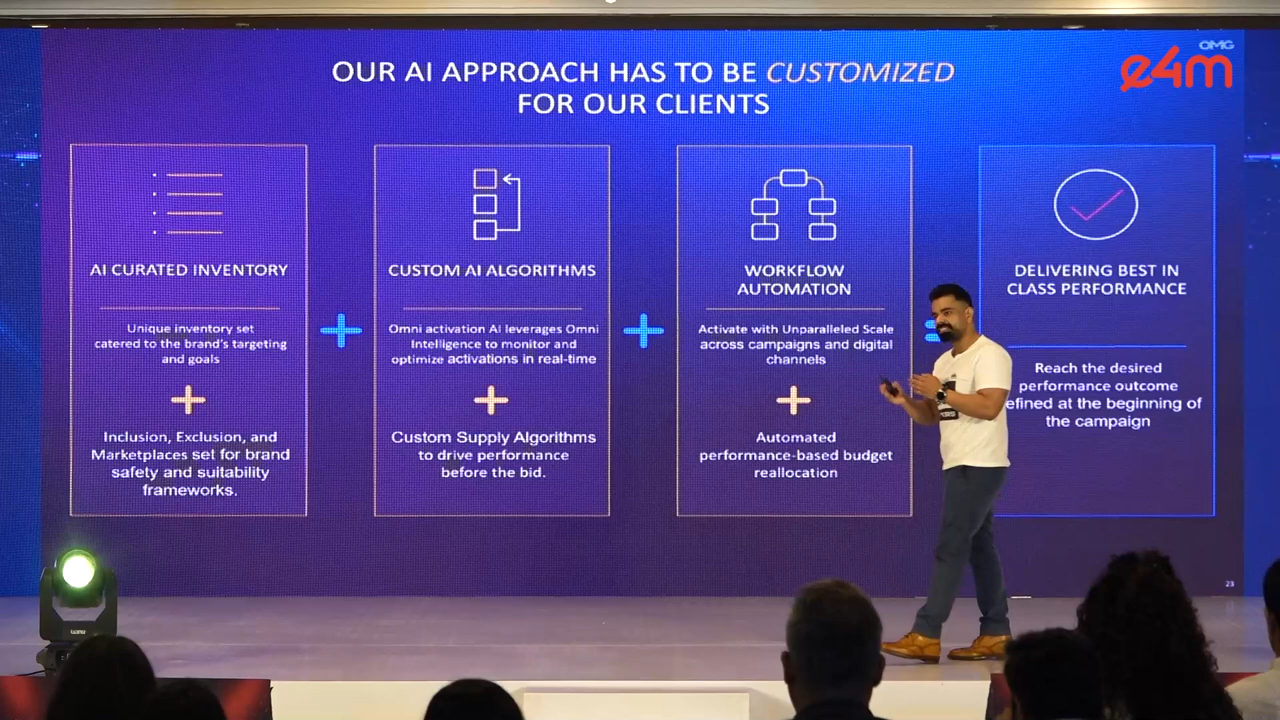 OMG
e4m
OUR AI APPROACH HAS TO BE CUSTOMIZED
FOR OUR CLIENTS
AI CURATED INVENTORY
Unique inventory set
catered to the brand's targeting
and goals
Inclusion, Exclusion, and
Marketplaces set for brand
safety and suitability
frameworks.
CUSTOM AI ALGORITHMS
Omni activation AI leverages Omni
Intelligence to monitor and
optimize activations in real-time
Custom Supply Algorithms
to drive performance
before the bid.
WORKFLOW
AUTOMATION
Activate with Unparalleled Scale
across campaigns and digital
channels
Automated
performance-based budget
reallocation
DELIVERING BEST IN
CLASS PERFORMANCE
Reach the desired
performance outcome
efined at the beginning of
the campaign
23